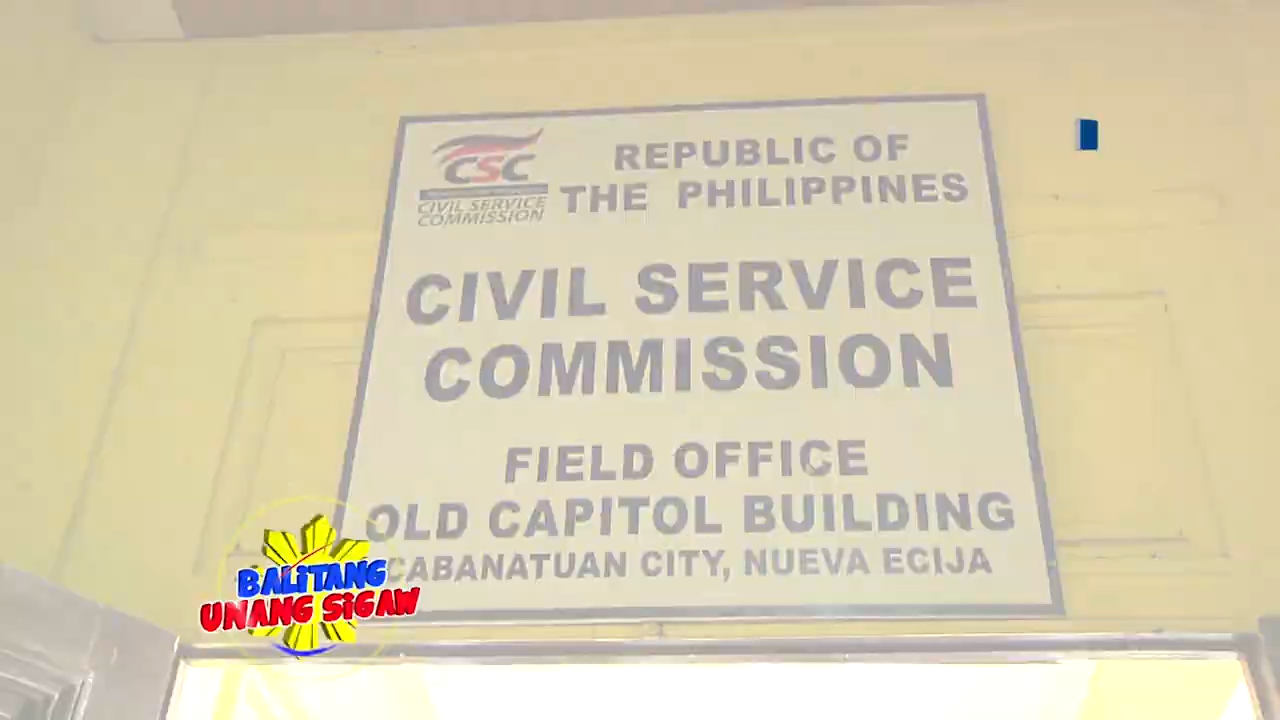 CSC
CIVIL SERVICE
COMMISSION
REPUBLIC OF
THE PHILIPPINES
CIVIL SERVICE
COMMISSION
FIELD OFFICE
OLD CAPITOL BUILDING
CABANATUAN CITY, NUEVA ECIJA
BALITANG
UNANG SIGAW